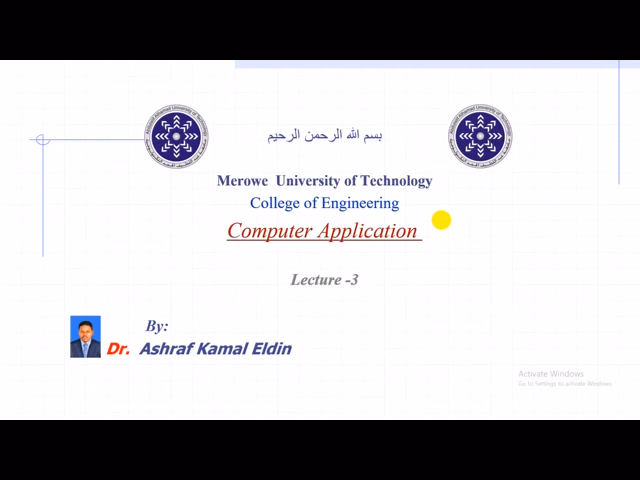 بسم الله الرحمن الرحيم
Merowe University of Technology
College of Engineering
Computer Application
Lecture -3
By:
Dr. Ashraf Kamal Eldin
Activate Windows
Go to Settings to activate Windows